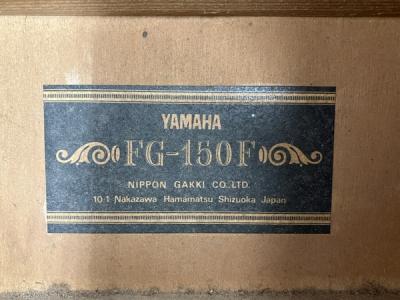 YAMAHA
FG-150F
NIPPON GAKKI CO.,LTD.
10-1 Nakazawa Hamamatsu Shizuoka Japan